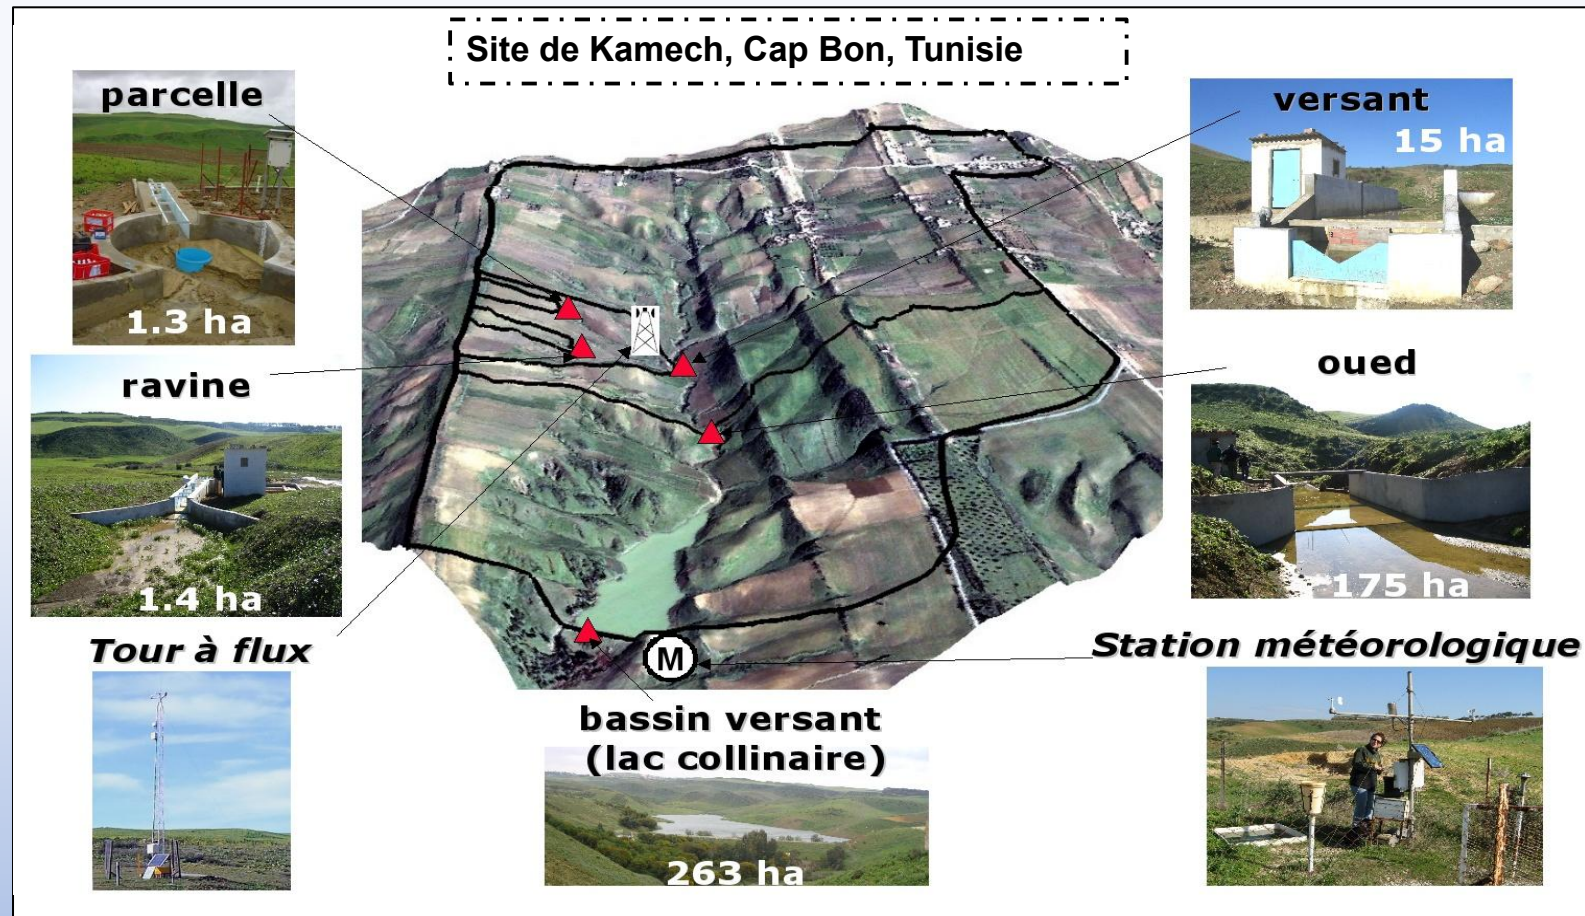 Site de Kamech, Cap Bon, Tunisie
parcelle
1.3 ha
versant
15 ha
ravine
1.4 ha
oued
175 ha
Tour à flux
M
Station météorologique
bassin versant
(lac collinaire)
263 ha